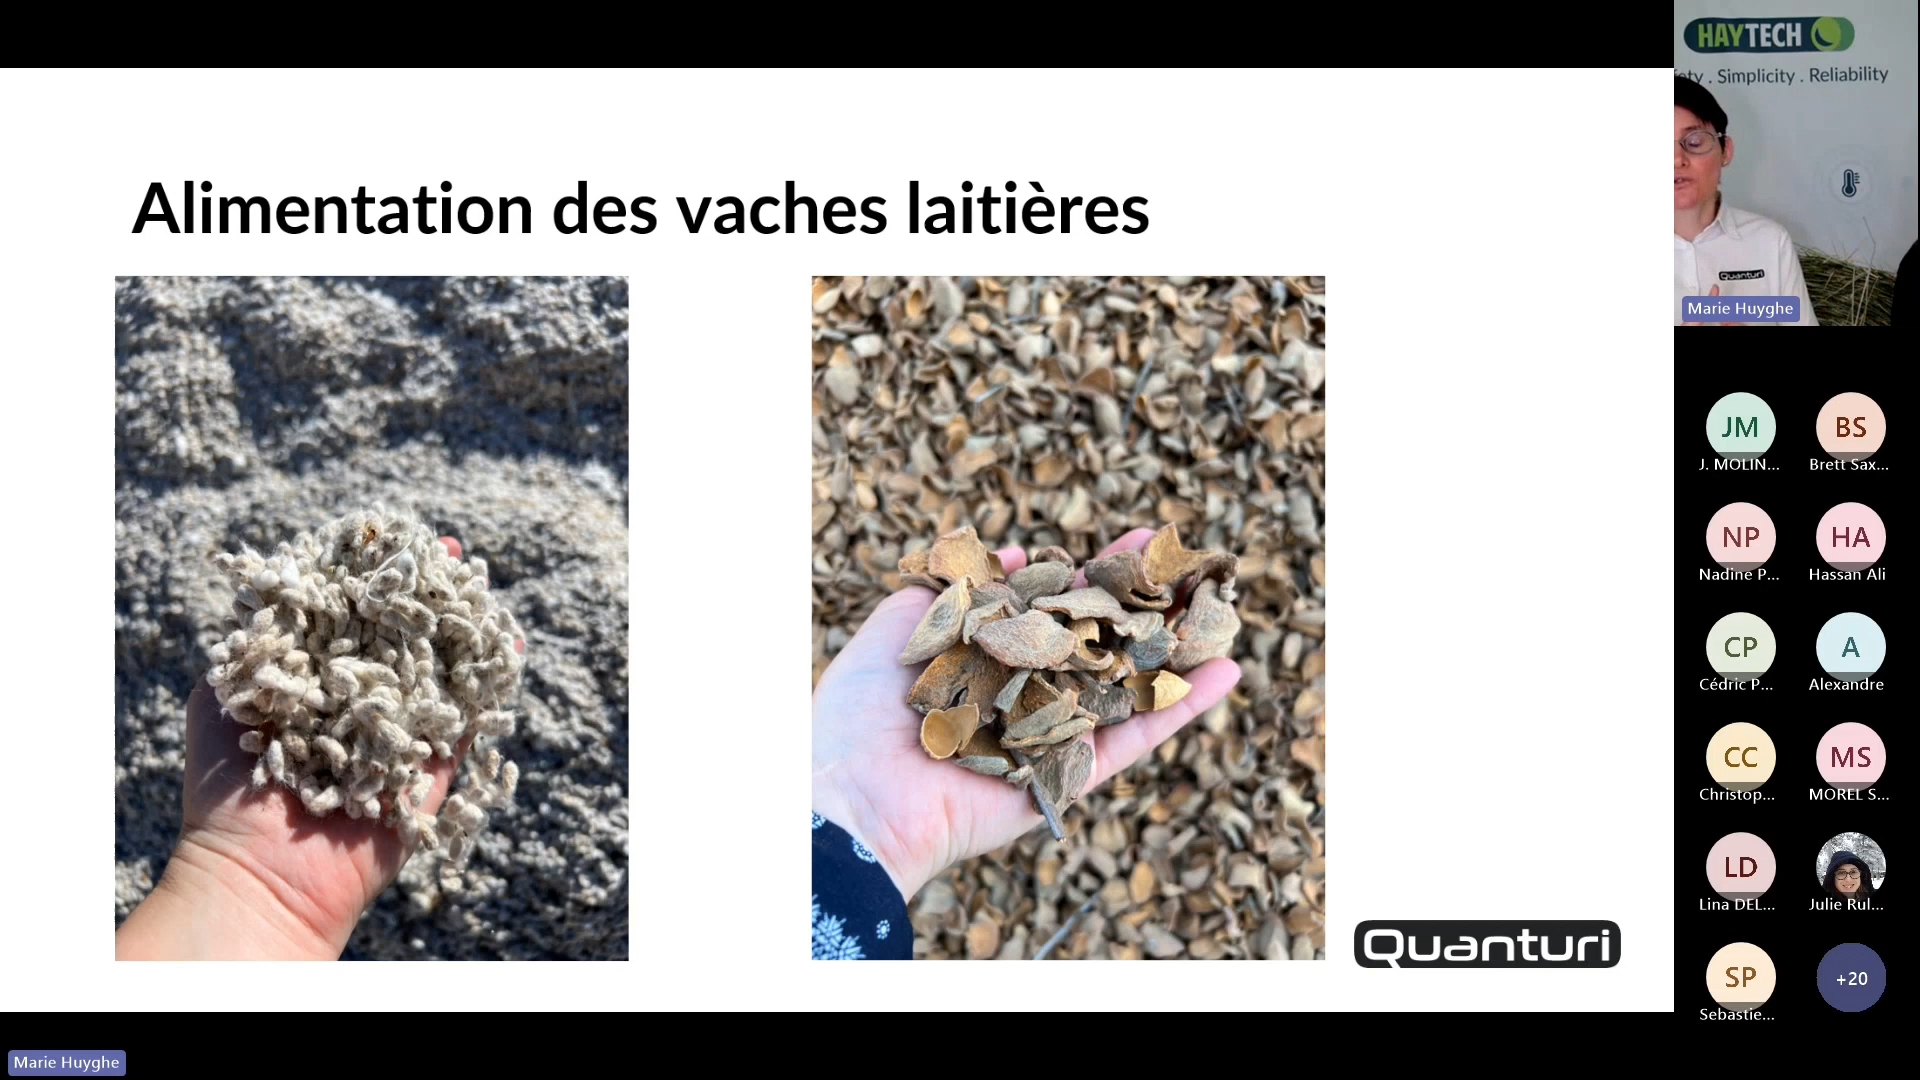 Alimentation des vaches laitières
Quanturi
HAYTECH
ety . Simplicity . Reliability
Quanturi
Marie Huyghe
JM
J. MOLIN...
BS
Brett Sax...
NP
Nadine P...
HA
Hassan Ali
CP
Cédric P...
A
Alexandre
CC
Christop...
MS
MOREL S...
LD
Lina DEL...
Julie Rul...
SP
Sebastie...
+20
Marie Huyghe